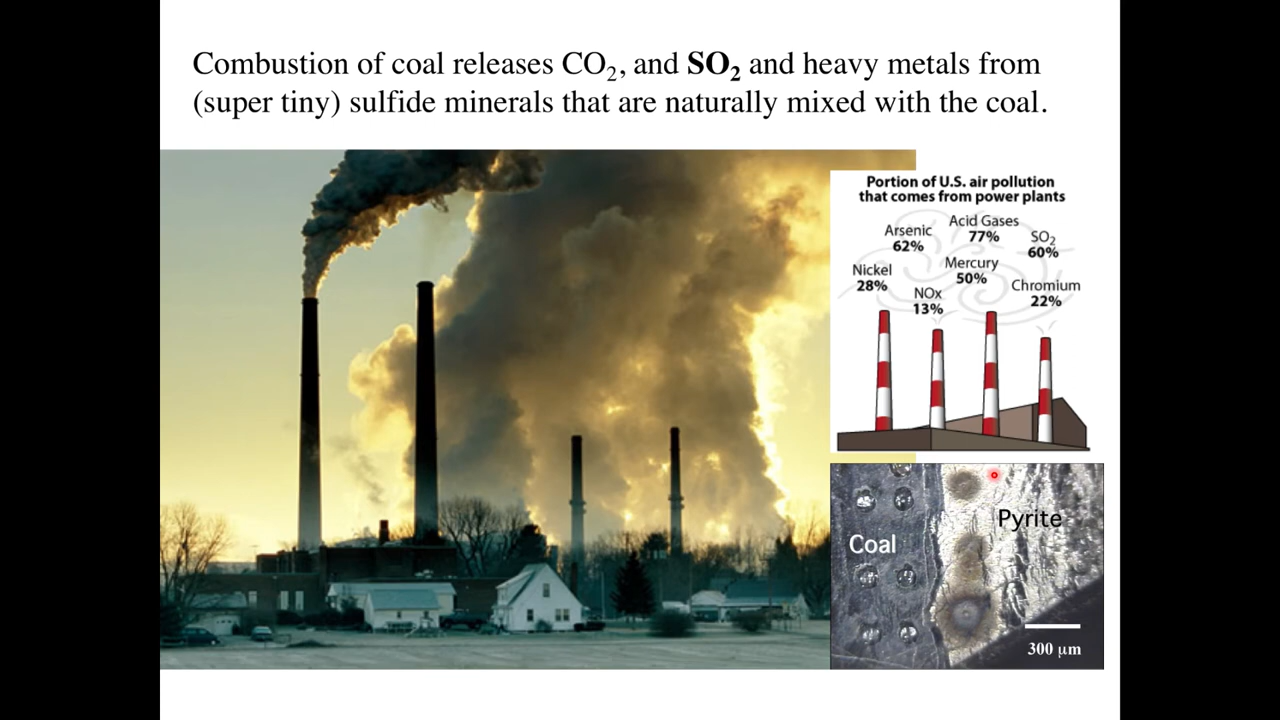 Combustion of coal releases CO₂, and SO₂ and heavy metals from
(super tiny) sulfide minerals that are naturally mixed with the coal.
Portion of U.S. air pollution
that comes from power plants
Acid Gases
77%
Arsenic
62%
SO₂
60%
Mercury
50%
Nickel
28%
Chromium
22%
NOx
13%
Pyrite
Coal
300 µm